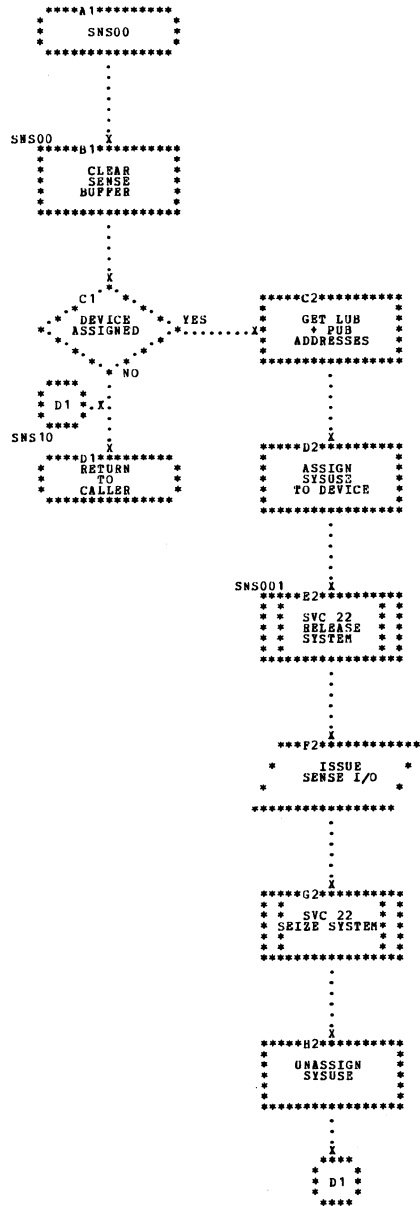 A1
SNS00
SNS00
B1
CLEAR
SENSE
BUFFER
C1
DEVICE
ASSIGNED
YES
NO
C2
GET LUB
+ PUB
ADDRESSES
D1
SNS10
D1
RETURN
TO
CALLER
D2
ASSIGN
SYSUSE
TO DEVICE
SNS001
E2
SVC 22
RELEASE
SYSTEM
F2
ISSUE
SENSE I/O
G2
SVC 22
SEIZE SYSTEM
H2
UNASSIGN
SYSUSE
D1